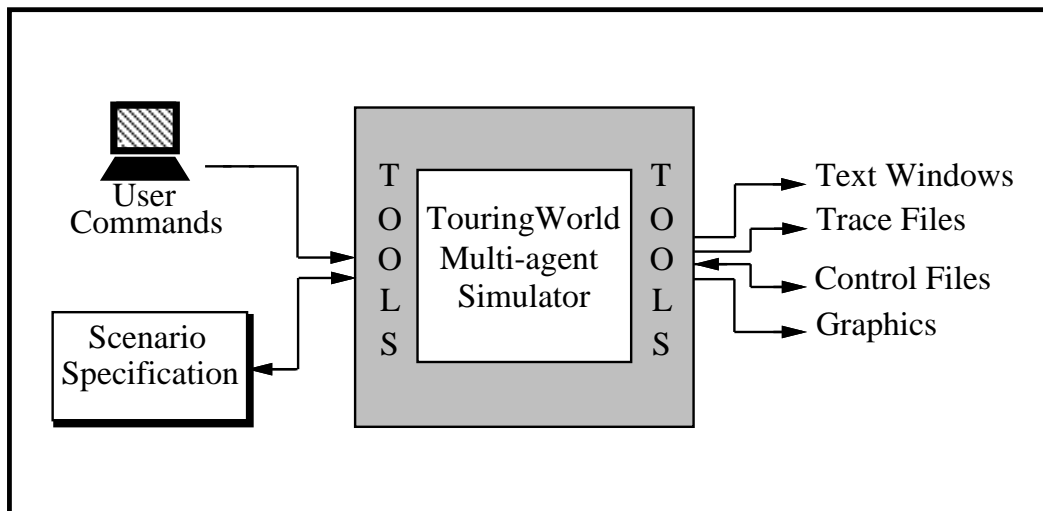 User
Commands
Scenario
Specification
T
O
O
L
S
TouringWorld
Multi-agent
Simulator
T
O
O
L
S
Text Windows
Trace Files
Control Files
Graphics